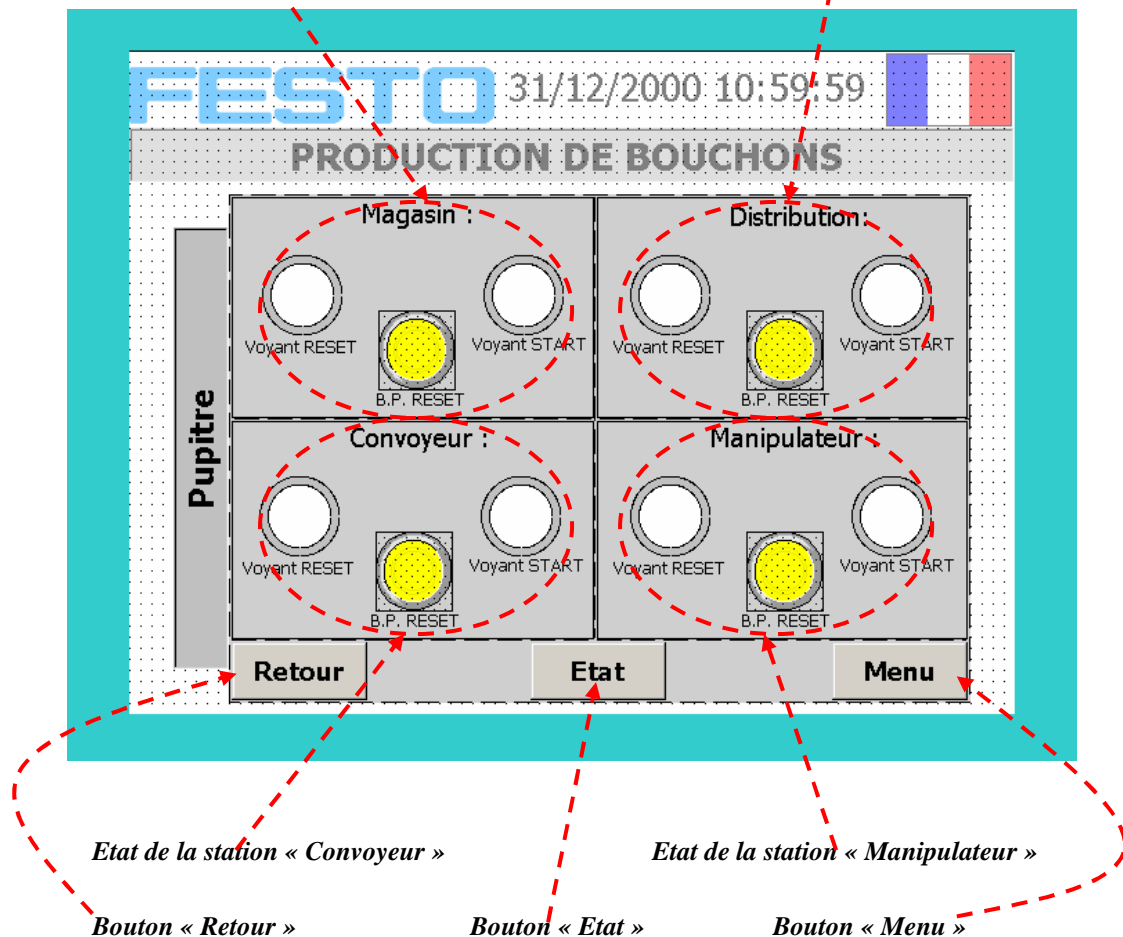 FESTO 31/12/2000 10:59:59
PRODUCTION DE BOUCHONS
Pupitre
Magasin :
Voyant RESET
Voyant START
B.P. RESET
Distribution:
Voyant RESET
Voyant START
B.P. RESET
Convoyeur :
Voyant RESET
Voyant START
B.P. RESET
Manipulateur :
Voyant RESET
Voyant START
B.P. RESET
Retour Etat Menu
Etat de la station « Convoyeur » Etat de la station « Manipulateur »
Bouton « Retour » Bouton « Etat » Bouton « Menu »